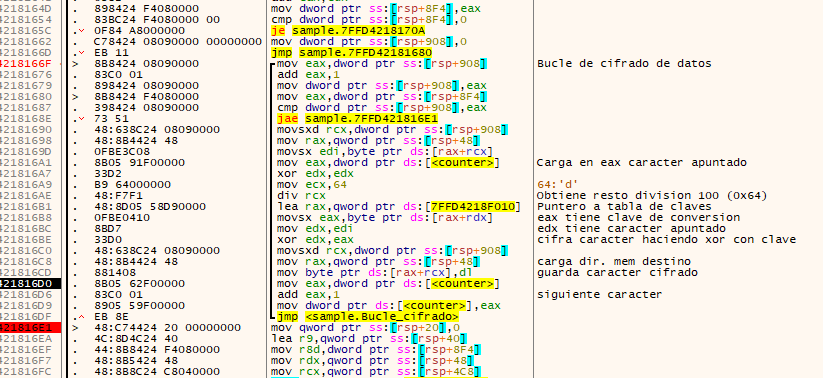 4218164D . 898424 F4080000 mov dword ptr ss:[rsp+8F4],eax
42181654 . 83BC24 F4080000 00 cmp dword ptr ss:[rsp+8F4],0
4218165C . 0F84 A8000000 je sample.7FFD4218170A
42181662 . C78424 08090000 00000000 mov dword ptr ss:[rsp+908],0
4218166D . EB 11 jmp sample.7FFD42181680
4218166F > 8B8424 08090000 mov eax,dword ptr ss:[rsp+908] Bucle de cifrado de datos
42181676 . 83C0 01 add eax,1
42181679 . 898424 08090000 mov dword ptr ss:[rsp+908],eax
42181680 > 8B8424 F4080000 mov eax,dword ptr ss:[rsp+8F4]
42181687 . 398424 08090000 cmp dword ptr ss:[rsp+908],eax
4218168E . 73 51 jae sample.7FFD421816E1
42181690 . 48:638C24 08090000 movsxd rcx,dword ptr ss:[rsp+908]
42181698 . 48:8B4424 48 mov rax,qword ptr ss:[rsp+48]
4218169D . 0FBE3C08 movsx edi,byte ptr ds:[rax+rcx]
421816A1 . 8B05 91F00000 mov eax,dword ptr ds:[<counter>] Carga en eax caracter apuntado
421816A7 . 33D2 xor edx,edx
421816A9 . B9 64000000 mov ecx,64 64:'d'
421816AE . 48:F7F1 div rcx Obtiene resto division 100 (0x64)
421816B1 . 48:8D05 58D90000 lea rax,qword ptr ds:[7FFD4218F010] Puntero a tabla de claves
421816B8 . 0FBE0410 movsx eax,byte ptr ds:[rax+rdx] eax tiene clave de conversion
421816BC . 8BD7 mov edx,edi edx tiene caracter apuntado
421816BE . 33D0 xor edx,eax cifra caracter haciendo xor con clave
421816C0 . 48:638C24 08090000 movsxd rcx,dword ptr ss:[rsp+908]
421816C8 . 48:8B4424 48 mov rax,qword ptr ss:[rsp+48] carga dir. mem destino
421816CD . 881408 mov byte ptr ds:[rax+rcx],dl guarda caracter cifrado
421816D0 . 8B05 62F00000 mov eax,dword ptr ds:[<counter>]
421816D6 . 83C0 01 add eax,1 siguiente caracter
421816D9 . 8905 59F00000 mov dword ptr ds:[<counter>],eax
421816DF . EB 8E jmp <sample.Bucle_cifrado>
421816E1 > 48:C74424 20 00000000 mov qword ptr ss:[rsp+20],0
421816EA . 4C:8D4C24 40 lea r9,qword ptr ss:[rsp+40]
421816EF . 44:8B8424 F4080000 mov r8d,dword ptr ss:[rsp+8F4]
421816F7 . 48:8B5424 48 mov rdx,qword ptr ss:[rsp+48]
421816FC . 48:8B8C24 C8040000 mov rcx,qword ptr ss:[rsp+4C8]